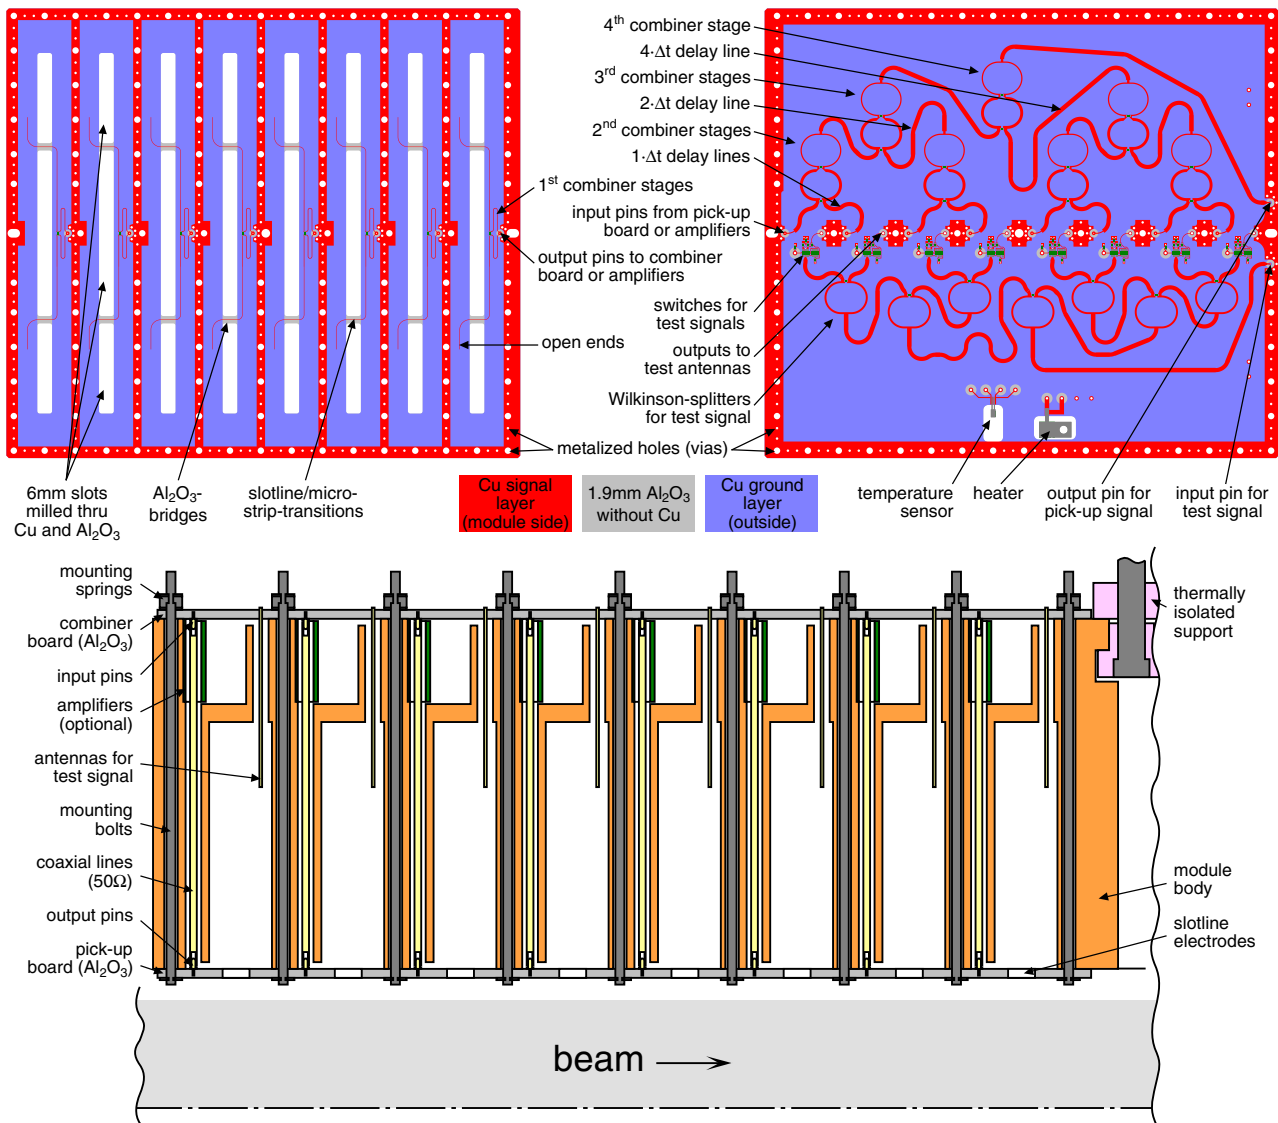 4th combiner stage
4·Δt delay line
3rd combiner stages
2·Δt delay line
2nd combiner stages
1·Δt delay lines
1st combiner stages
input pins from pick-up
board or amplifiers
output pins to combiner
board or amplifiers
switches for
test signals
open ends
outputs to
test antennas
Wilkinson-splitters
for test signal
metalized holes (vias)
6mm slots
milled thru
Cu and Al₂O₃
Al₂O₃-
bridges
slotline/micro-
strip-transitions
Cu signal
layer
(module side)
1.9mm Al₂O₃
without Cu
Cu ground
layer
(outside)
temperature
sensor
heater
output pin for
pick-up signal
input pin for
test signal
mounting
springs
combiner
board (Al₂O₃)
input pins
amplifiers
(optional)
antennas for
test signal
mounting
bolts
coaxial lines
(50Ω)
output pins
pick-up
board (Al₂O₃)
thermally
isolated
support
module
body
slotline
electrodes
beam